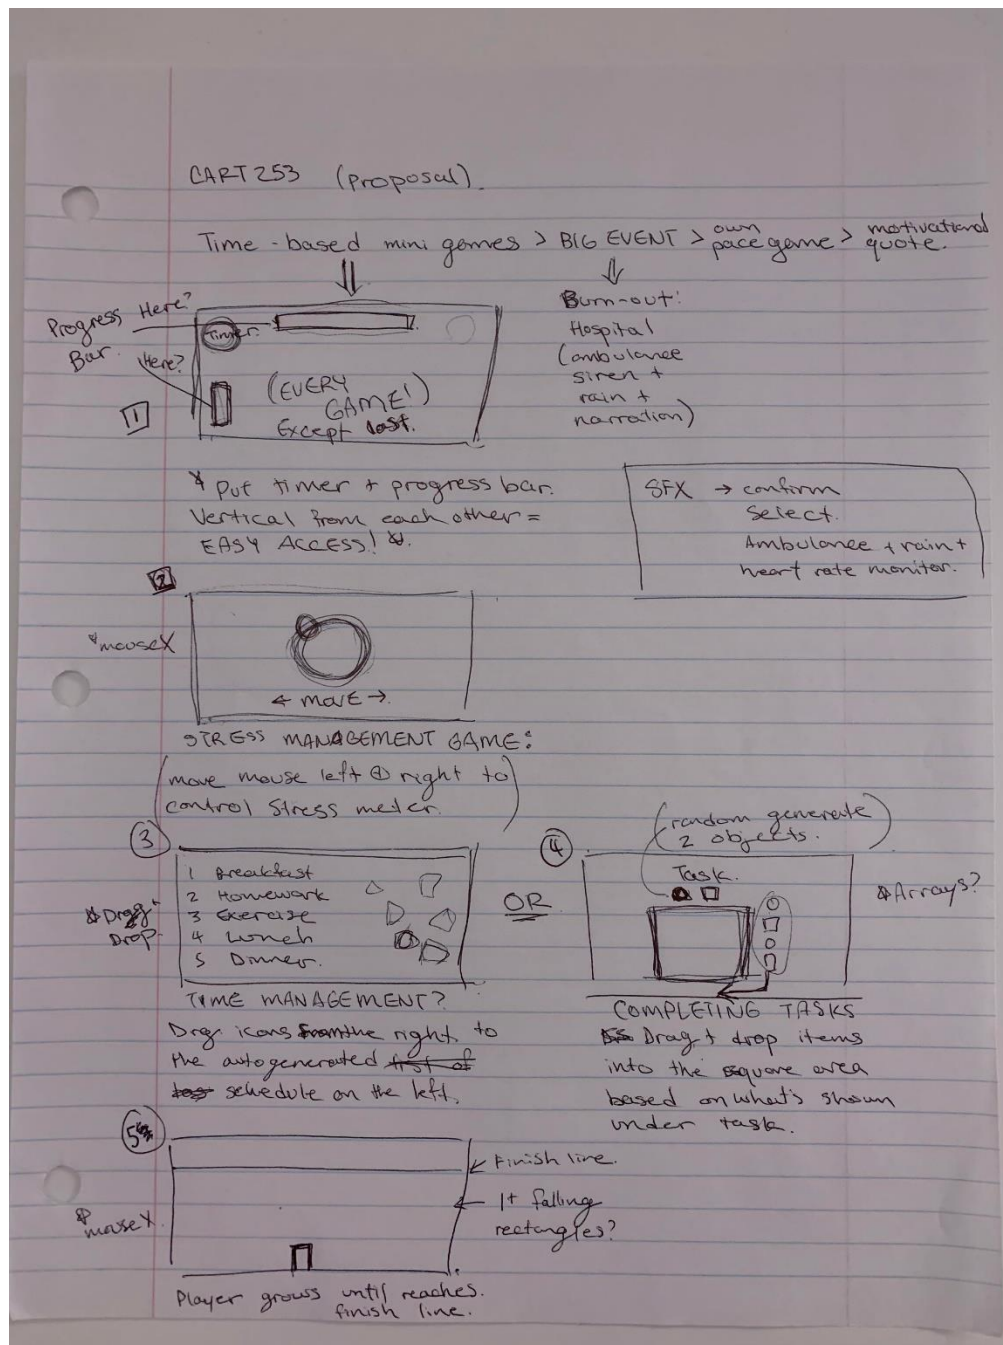 CART 253 (proposal).
Time-based mini games > BIG EVENT > own pace game > motivational quote.
Progress Bar.
Here?
Here?
Timer.
1
(EVERY
GAME!)
Except last.
Burn-out:
Hospital
(ambulance
siren +
rain +
narration)
* Put timer + progress bar.
Vertical from each other =
EASY ACCESS! *.
SFX → confirm
Select.
Ambulance + rain +
heart rate monitor.
2
*mouseX
← MOVE →.
STRESS MANAGEMENT GAME:
(move mouse left + right to
control stress meter.)
3
1 Breakfast
2 Homework
3 Exercise
4 Lunch
5 Dinner.
*Drag +
Drop
TIME MANAGEMENT?
Drag icons from the right to
the autogenerated
schedule on the left.
OR
4
(random generate
2 objects.)
Task.
*Arrays?
COMPLETING TASKS
Drag + drop items
into the square area
based on what's shown
under task.
5
*mouseX
← Finish line.
← 1+ falling
rectangles?
Player grows until reaches.
finish line.